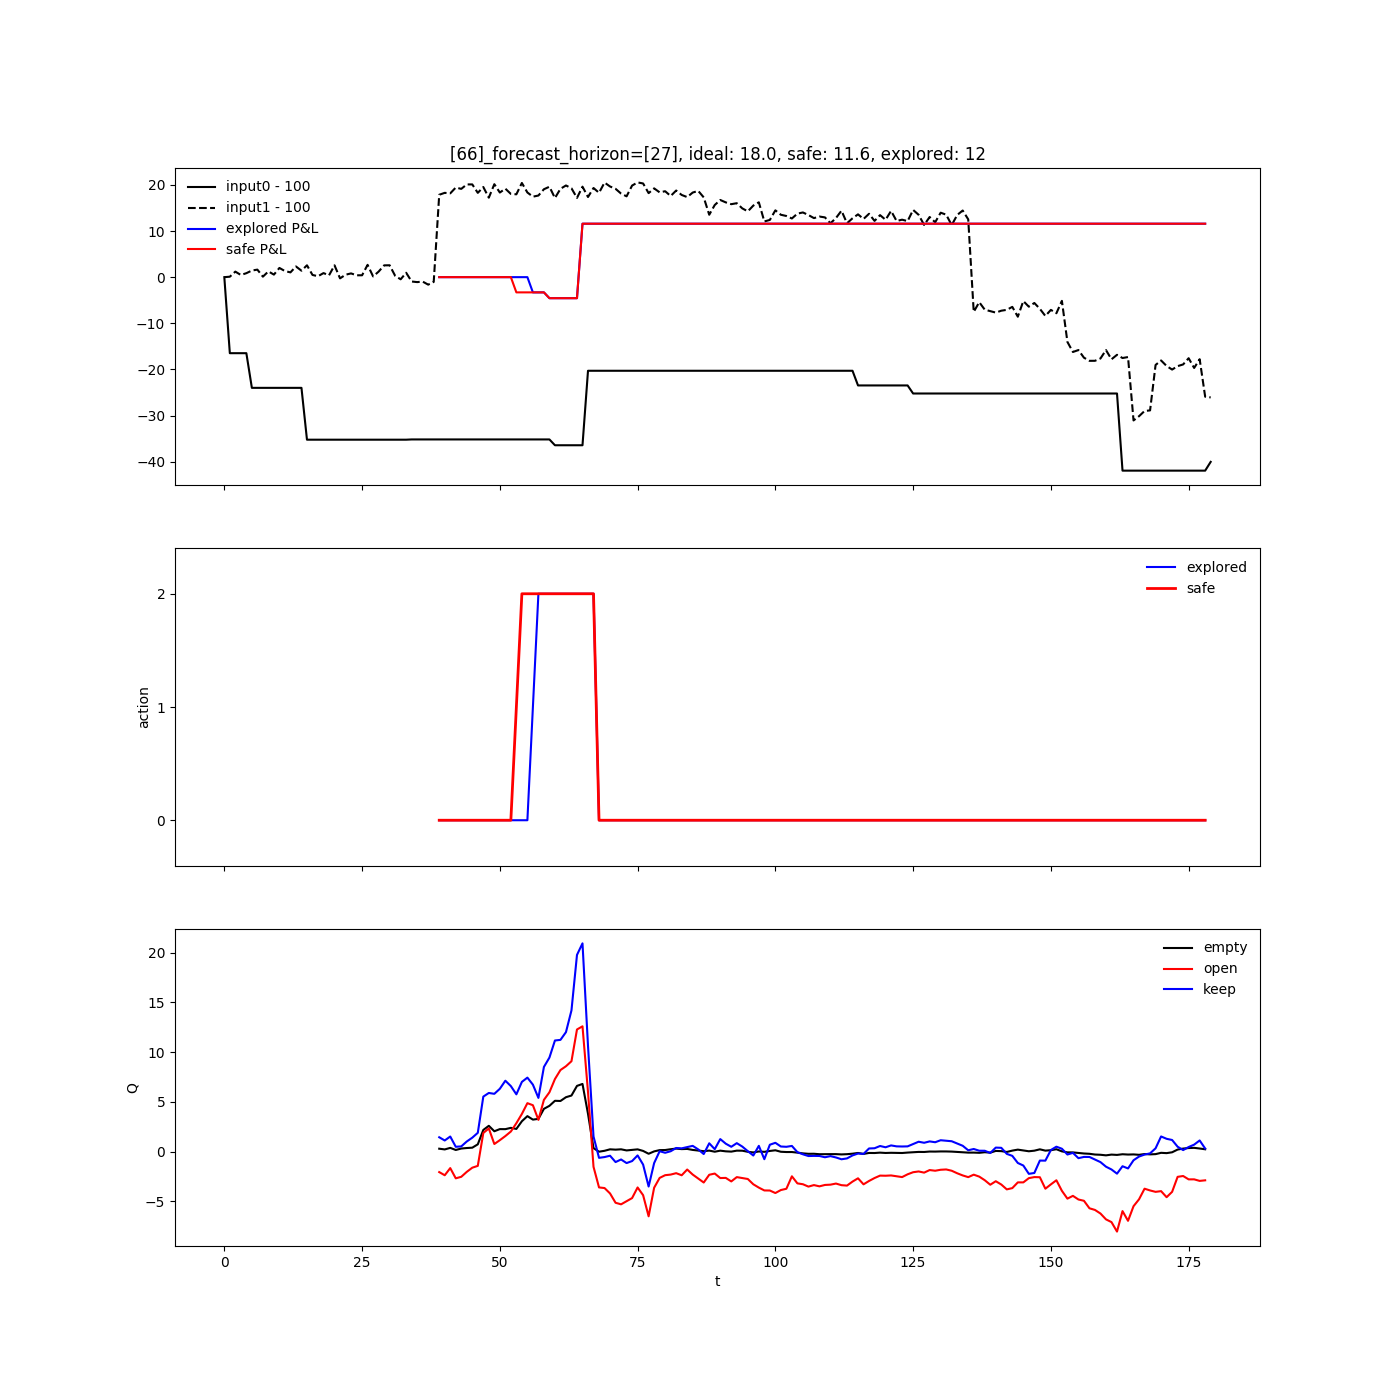 [66]_forecast_horizon=[27], ideal: 18.0, safe: 11.6, explored: 12
input0 - 100
input1 - 100
explored P&L
safe P&L
20
10
0
−10
−20
−30
−40
explored
safe
action
2
1
0
empty
open
keep
Q
20
15
10
5
0
−5
0
25
50
75
100
125
150
175
t